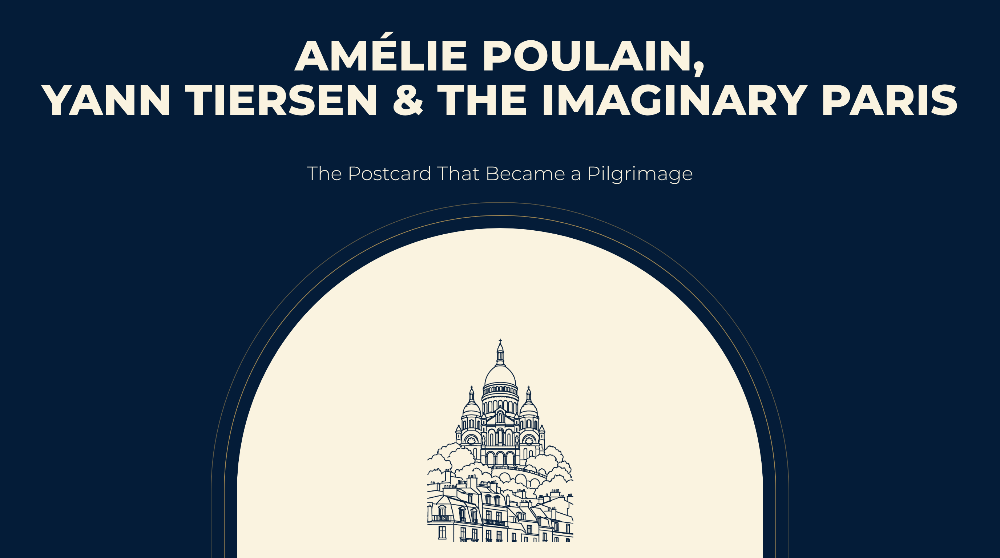 AMÉLIE POULAIN,
YANN TIERSEN & THE IMAGINARY PARIS
The Postcard That Became a Pilgrimage